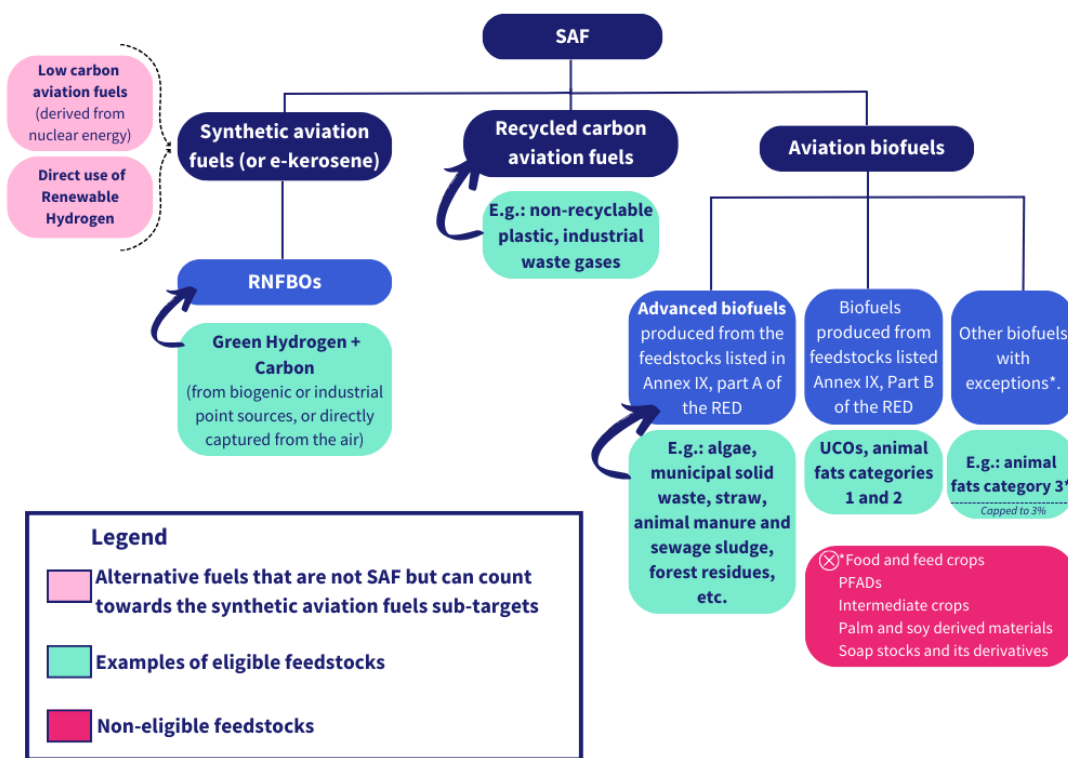 SAF
Low carbon
aviation fuels
(derived from
nuclear energy)
Direct use of
Renewable
Hydrogen
Synthetic aviation
fuels (or e-kerosene)
Recycled carbon
aviation fuels
Aviation biofuels
E.g.: non-recyclable
plastic, industrial
waste gases
RNFBOs
Green Hydrogen +
Carbon
(from biogenic or industrial
point sources, or directly
captured from the air)
Advanced biofuels
produced from the
feedstocks listed in
Annex IX, part A of
the RED
Biofuels
produced from
feedstocks listed
Annex IX, Part B
of the RED
Other biofuels
with
exceptions*.
E.g.: algae,
municipal solid
waste, straw,
animal manure and
sewage sludge,
forest residues,
etc.
UCOs, animal
fats categories
1 and 2
E.g.: animal
fats category 3*
Capped to 3%
*Food and feed crops
PFADs
Intermediate crops
Palm and soy derived materials
Soap stocks and its derivatives
Legend
Alternative fuels that are not SAF but can count
towards the synthetic aviation fuels sub-targets
Examples of eligible feedstocks
Non-eligible feedstocks